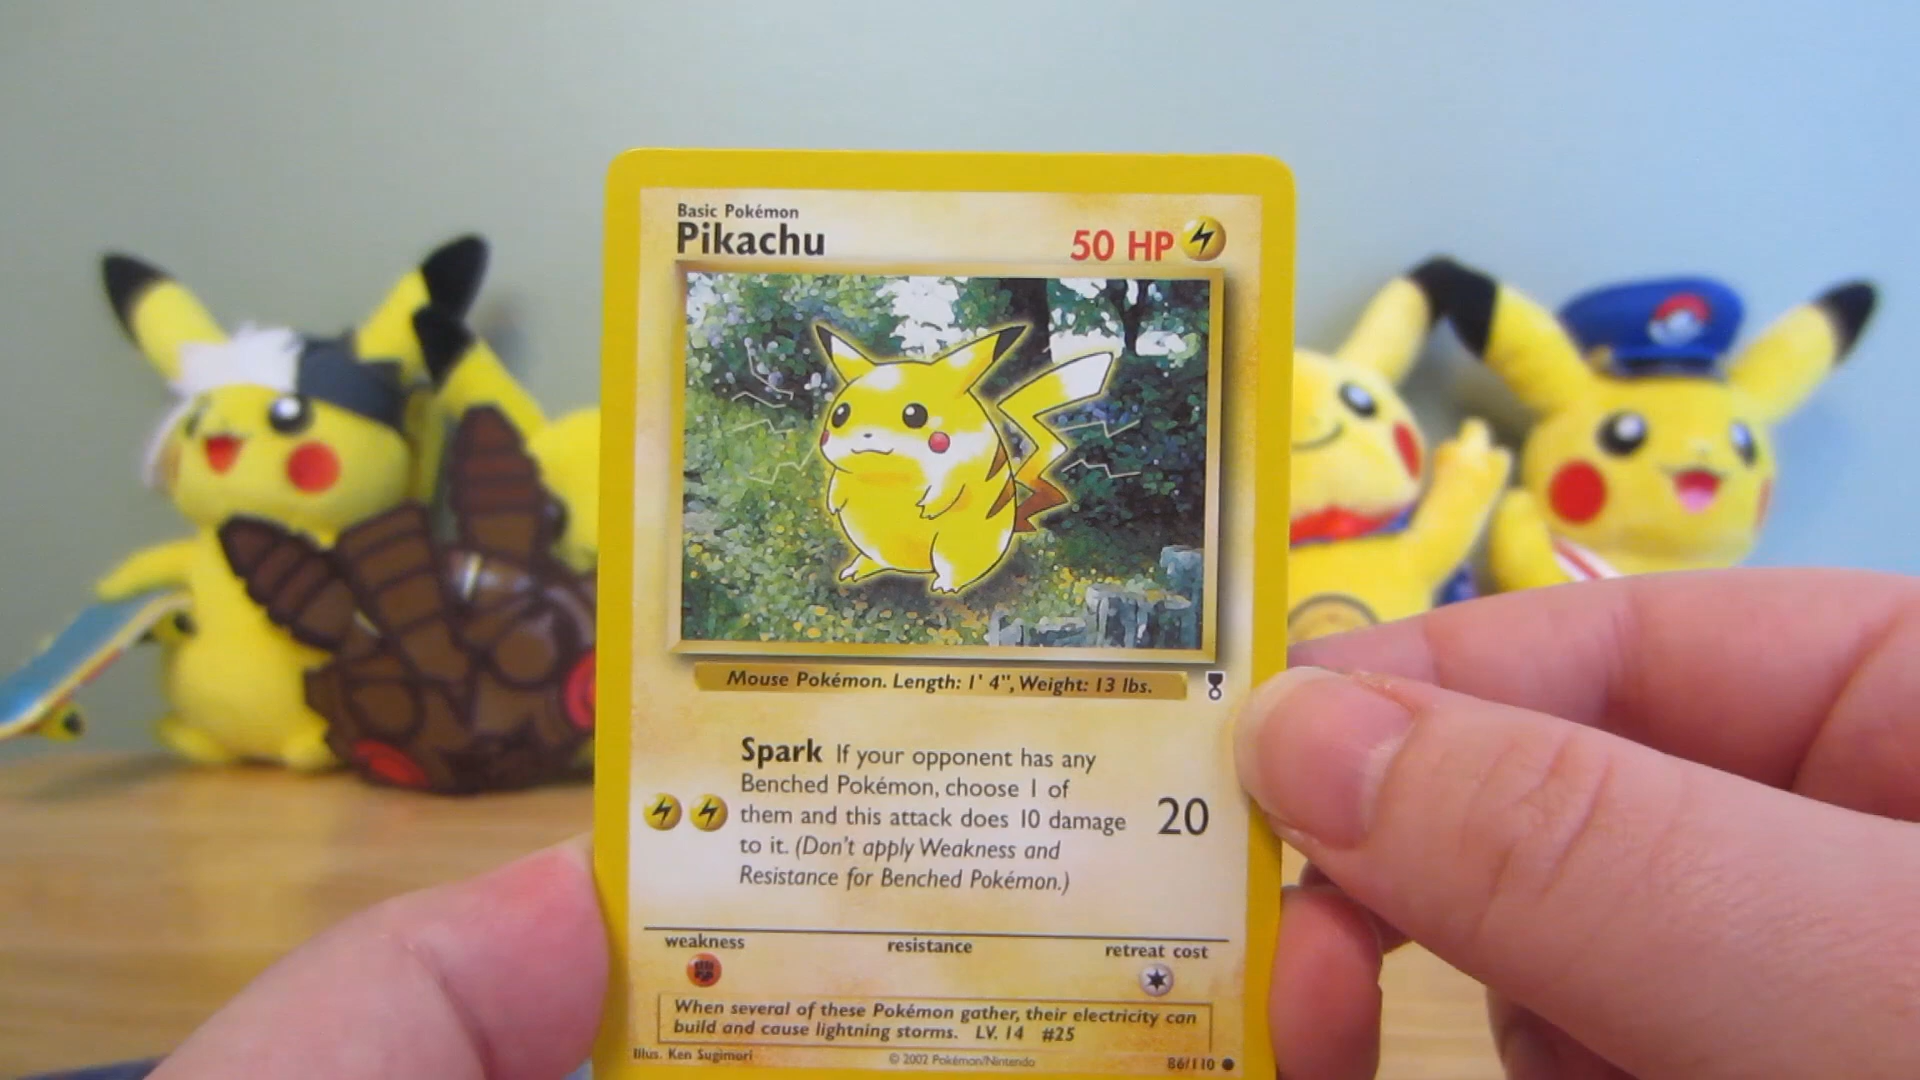 Basic Pokémon
Pikachu
50 HP
Mouse Pokémon. Length: 1' 4", Weight: 13 lbs.
Spark If your opponent has any
Benched Pokémon, choose 1 of
them and this attack does 10 damage
to it. (Don't apply Weakness and
Resistance for Benched Pokémon.)
20
weakness resistance retreat cost
When several of these Pokémon gather, their electricity can
build and cause lightning storms. LV. 14 #25
Illus. Ken Sugimori © 2002 Pokémon/Nintendo 86/110